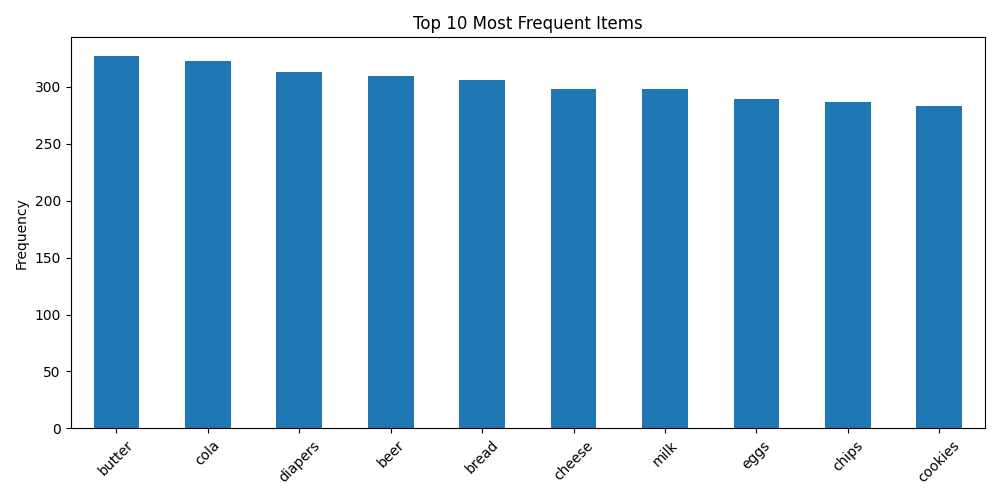 Top 10 Most Frequent Items
Frequency
300
250
200
150
100
50
0
butter
cola
diapers
beer
bread
cheese
milk
eggs
chips
cookies